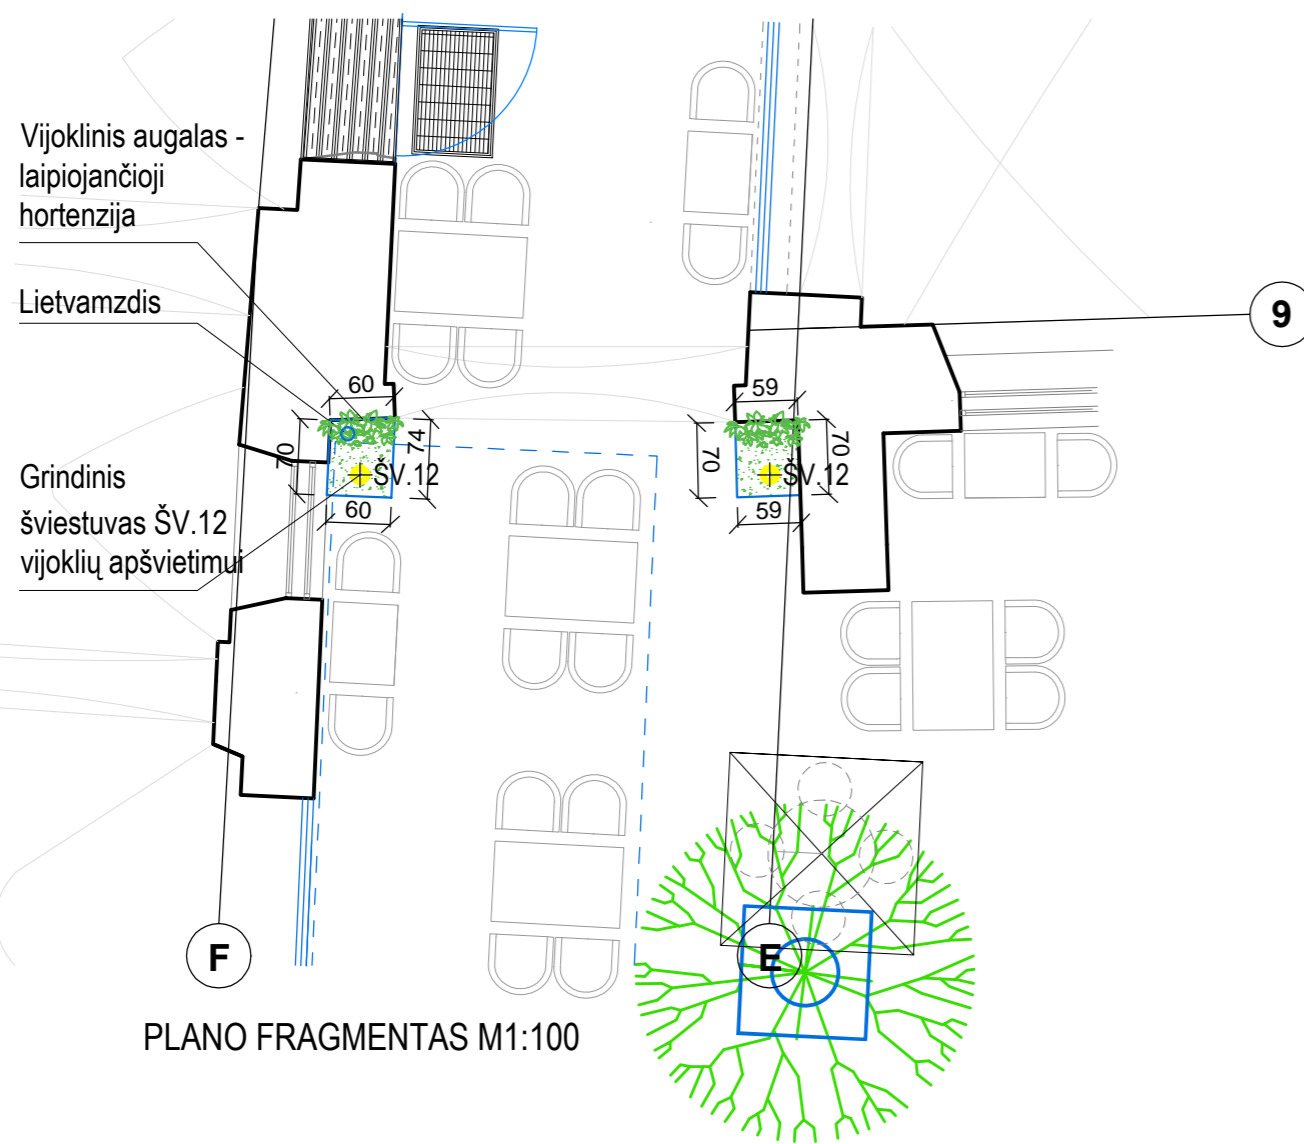 Vijoklinis augalas -
laipiojančioji
hortenzija
Lietvamzdis
Grindinis
šviestuvas ŠV.12
vijoklių apšvietimui
60
70
74
ŠV.12
60
59
70
70
ŠV.12
59
9
F
E
PLANO FRAGMENTAS M1:100